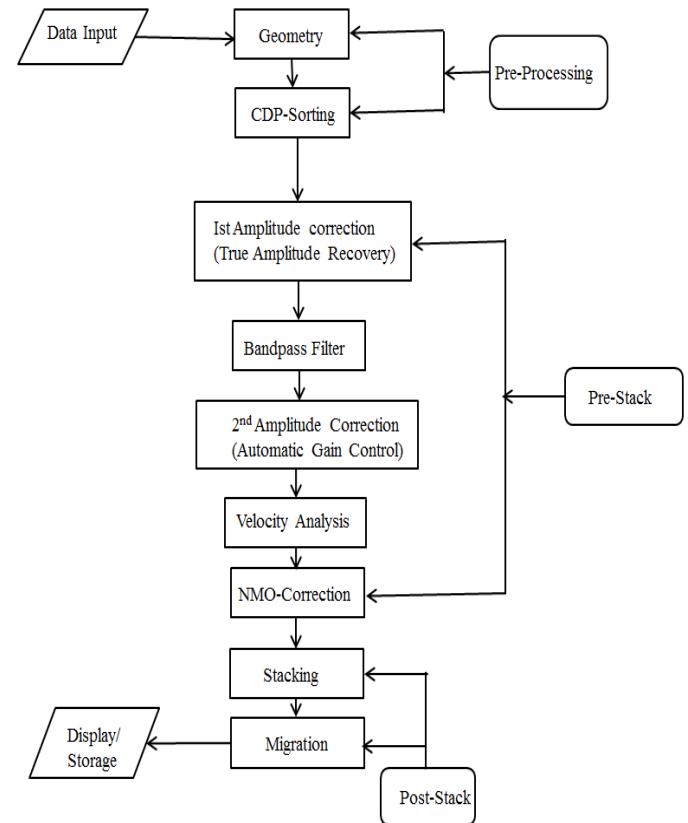 Data Input
Geometry
Pre-Processing
CDP-Sorting
Ist Amplitude correction
(True Amplitude Recovery)
Bandpass Filter
Pre-Stack
2nd Amplitude Correction
(Automatic Gain Control)
Velocity Analysis
NMO-Correction
Stacking
Display/
Storage
Migration
Post-Stack